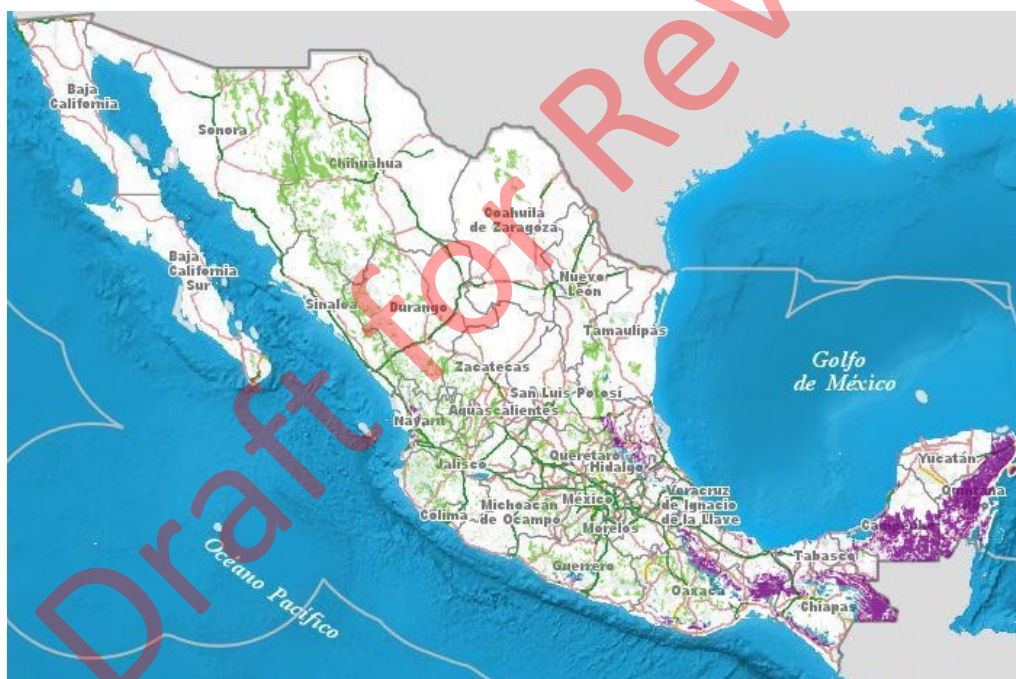 Baja
California
Sonora
Chihuahua
Coahuila
de Zaragoza
Baja
California
Sur
Nuevo
León
Sinaloa
Durango
Tamaulipas
Golfo
de México
Zacatecas
San Luis Potosí
Aguascalientes
Nayarit
Querétaro
Hidalgo
Yucatán
Jalisco
Quintana
Roo
México
Veracruz
de Ignacio
de la Llave
Michoacán
de Ocampo
Colima
Morelos
Campeche
Tabasco
Guerrero
Oaxaca
Chiapas
Océano Pacífico
Draft for Rev